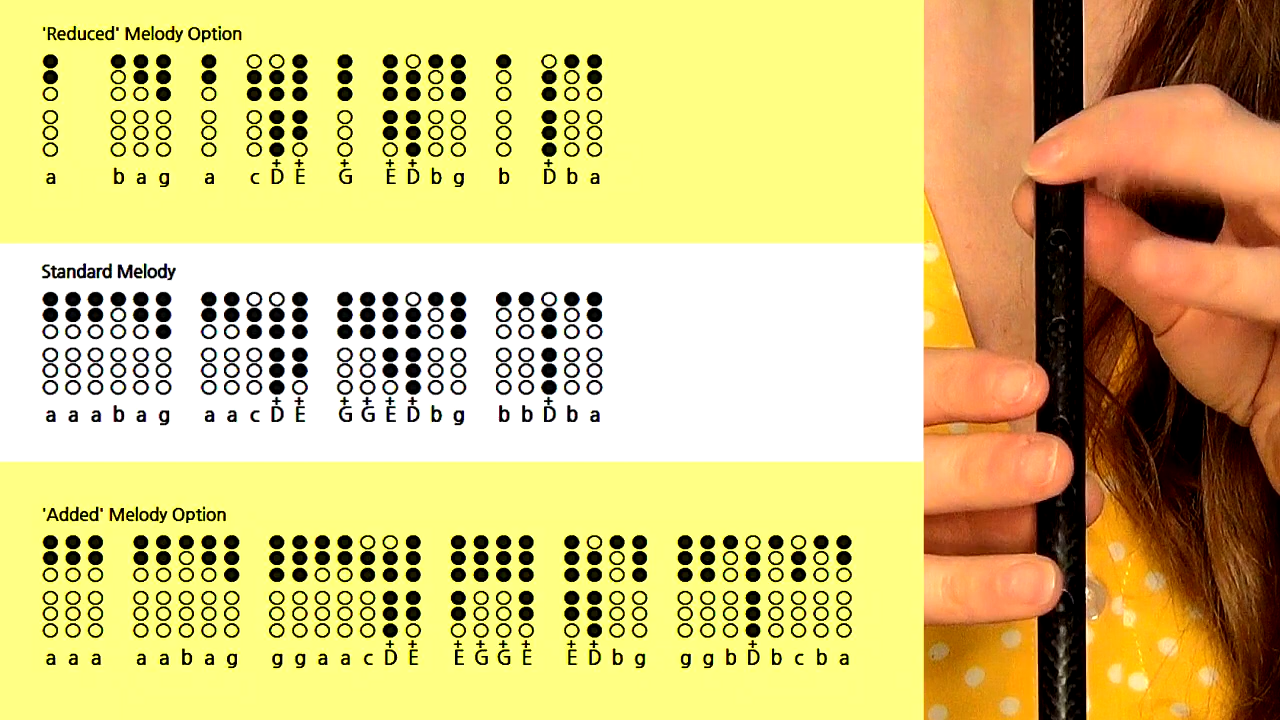 'Reduced' Melody Option
+ + + + + +
a b a g a c D E G E D b g b D b a
Standard Melody
+ + + + + + +
a a a b a g a a c D E G G E D b g b b D b a
'Added' Melody Option
+ + + + + + + + +
a a a a a b a g g g a a c D E E G G E E D b g g g b D b c b a